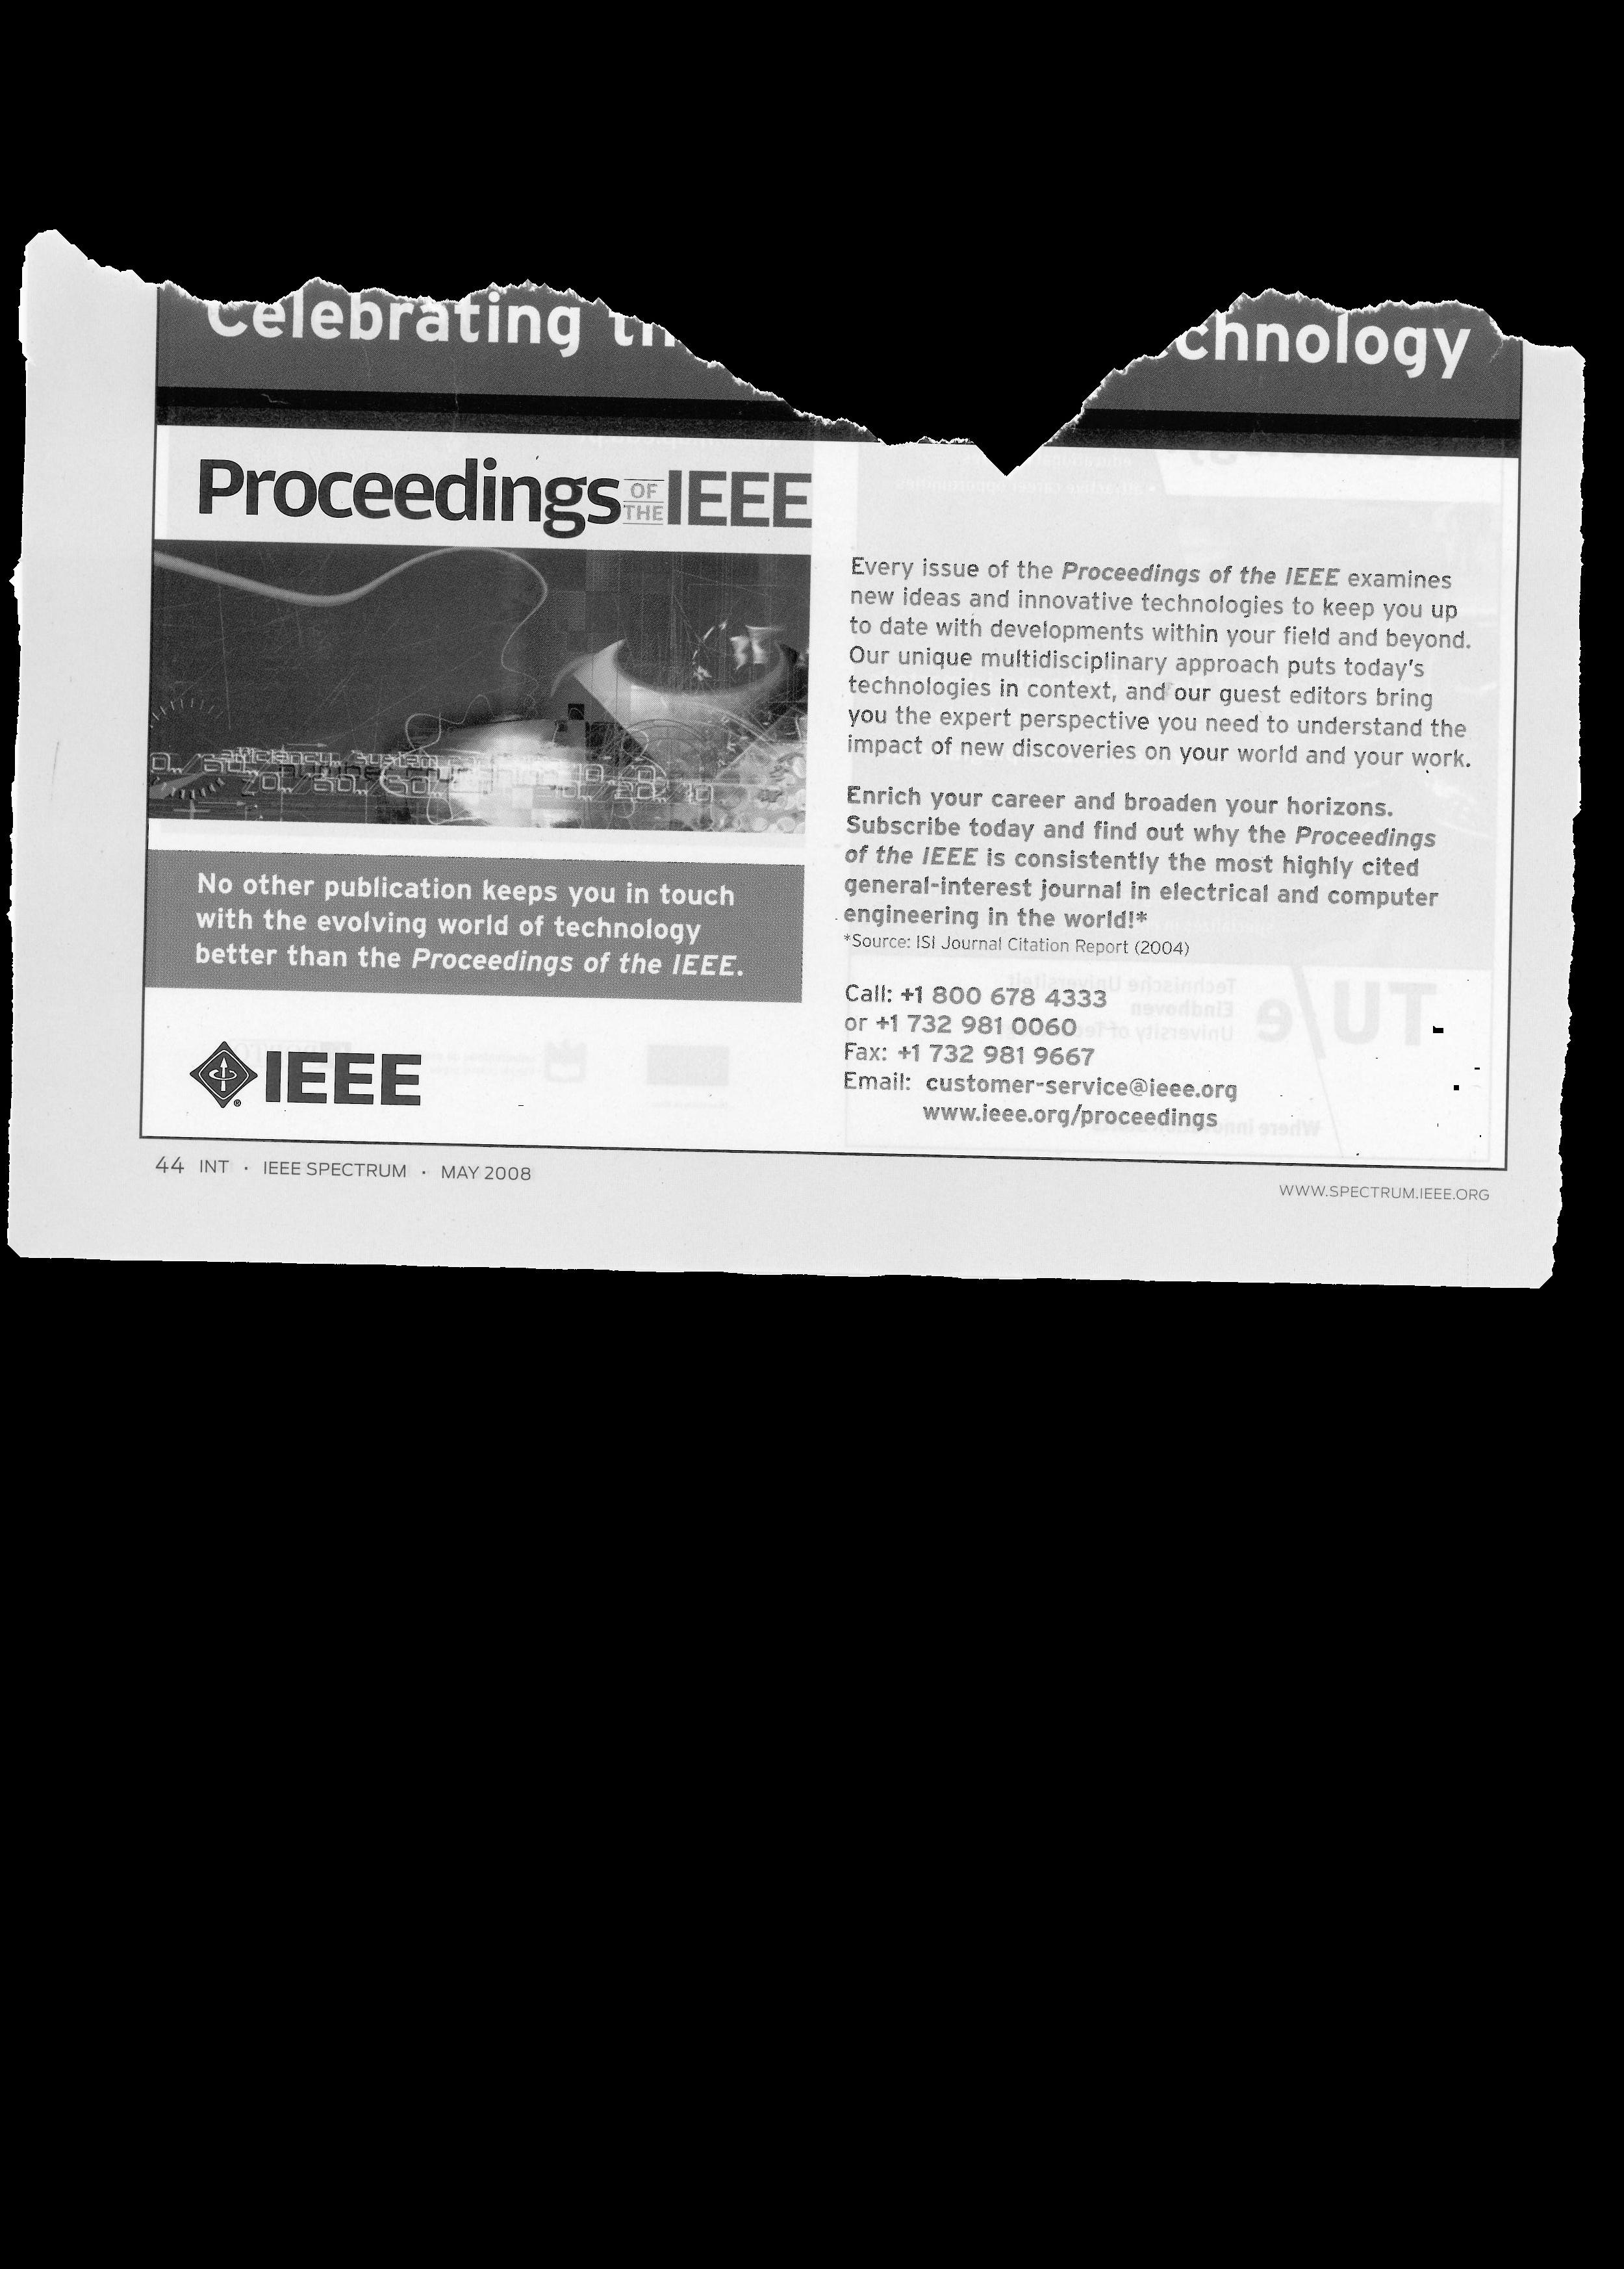 Celebrating
Proceedings OF THE IEEE
No other publication keeps you in touch
with the evolving world of technology
better than the Proceedings of the IEEE.
IEEE
Every issue of the Proceedings of the IEEE examines
new ideas and innovative technologies to keep you up
to date with developments within your field and beyond.
Our unique multidisciplinary approach puts today's
technologies in context, and our guest editors bring
you the expert perspective you need to understand the
impact of new discoveries on your world and your work.
Enrich your career and broaden your horizons.
Subscribe today and find out why the Proceedings
of the IEEE is consistently the most highly cited
general-interest journal in electrical and computer
engineering in the world!*
*Source: ISI Journal Citation Report (2004)
Call: +1 800 678 4333
or +1 732 981 0060
Fax: +1 732 981 9667
Email: customer-service@ieee.org
www.ieee.org/proceedings
44 INT · IEEE SPECTRUM · MAY 2008
WWW.SPECTRUM.IEEE.ORG